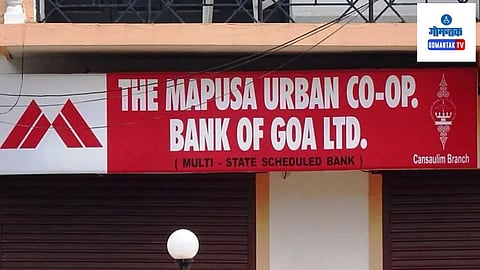 गोमन्तक
GOMANTAK TV
THE MAPUSA URBAN CO-OP.
BANK OF GOA LTD.
( MULTI - STATE SCHEDULED BANK )
Cansaulim Branch